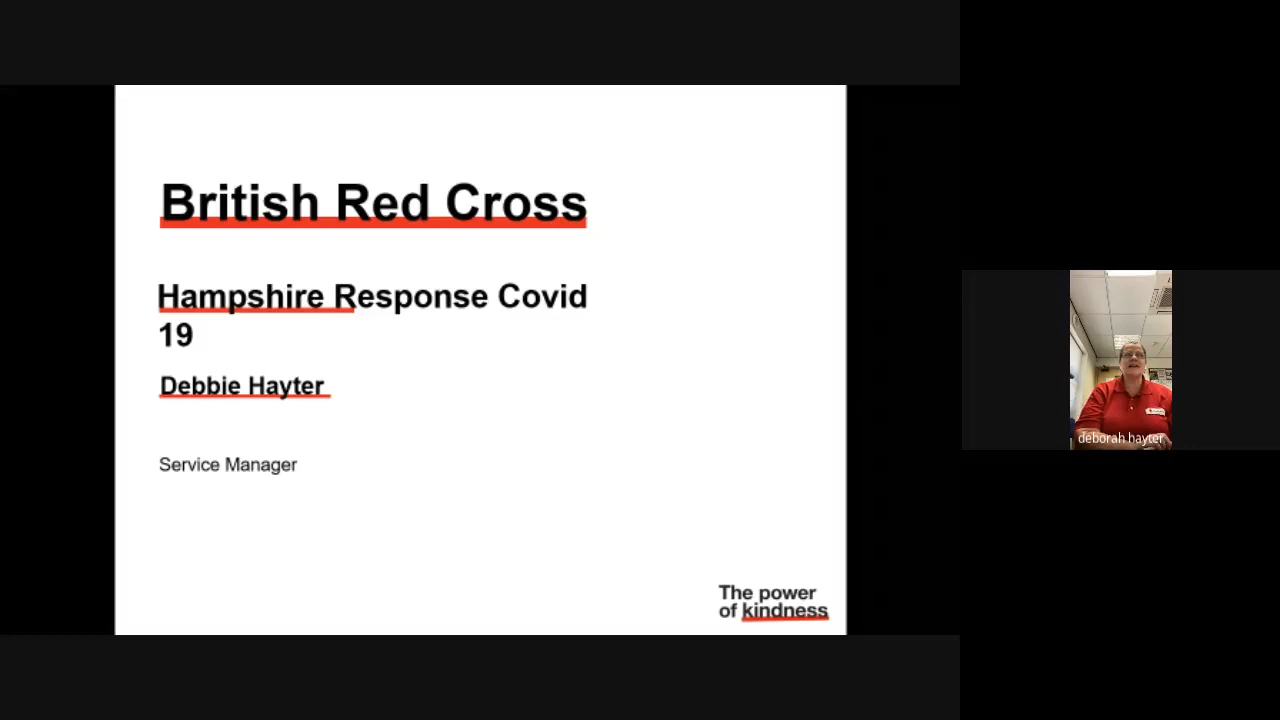 British Red Cross
Hampshire Response Covid
19
Debbie Hayter
Service Manager
The power
of kindness
deborah hayter